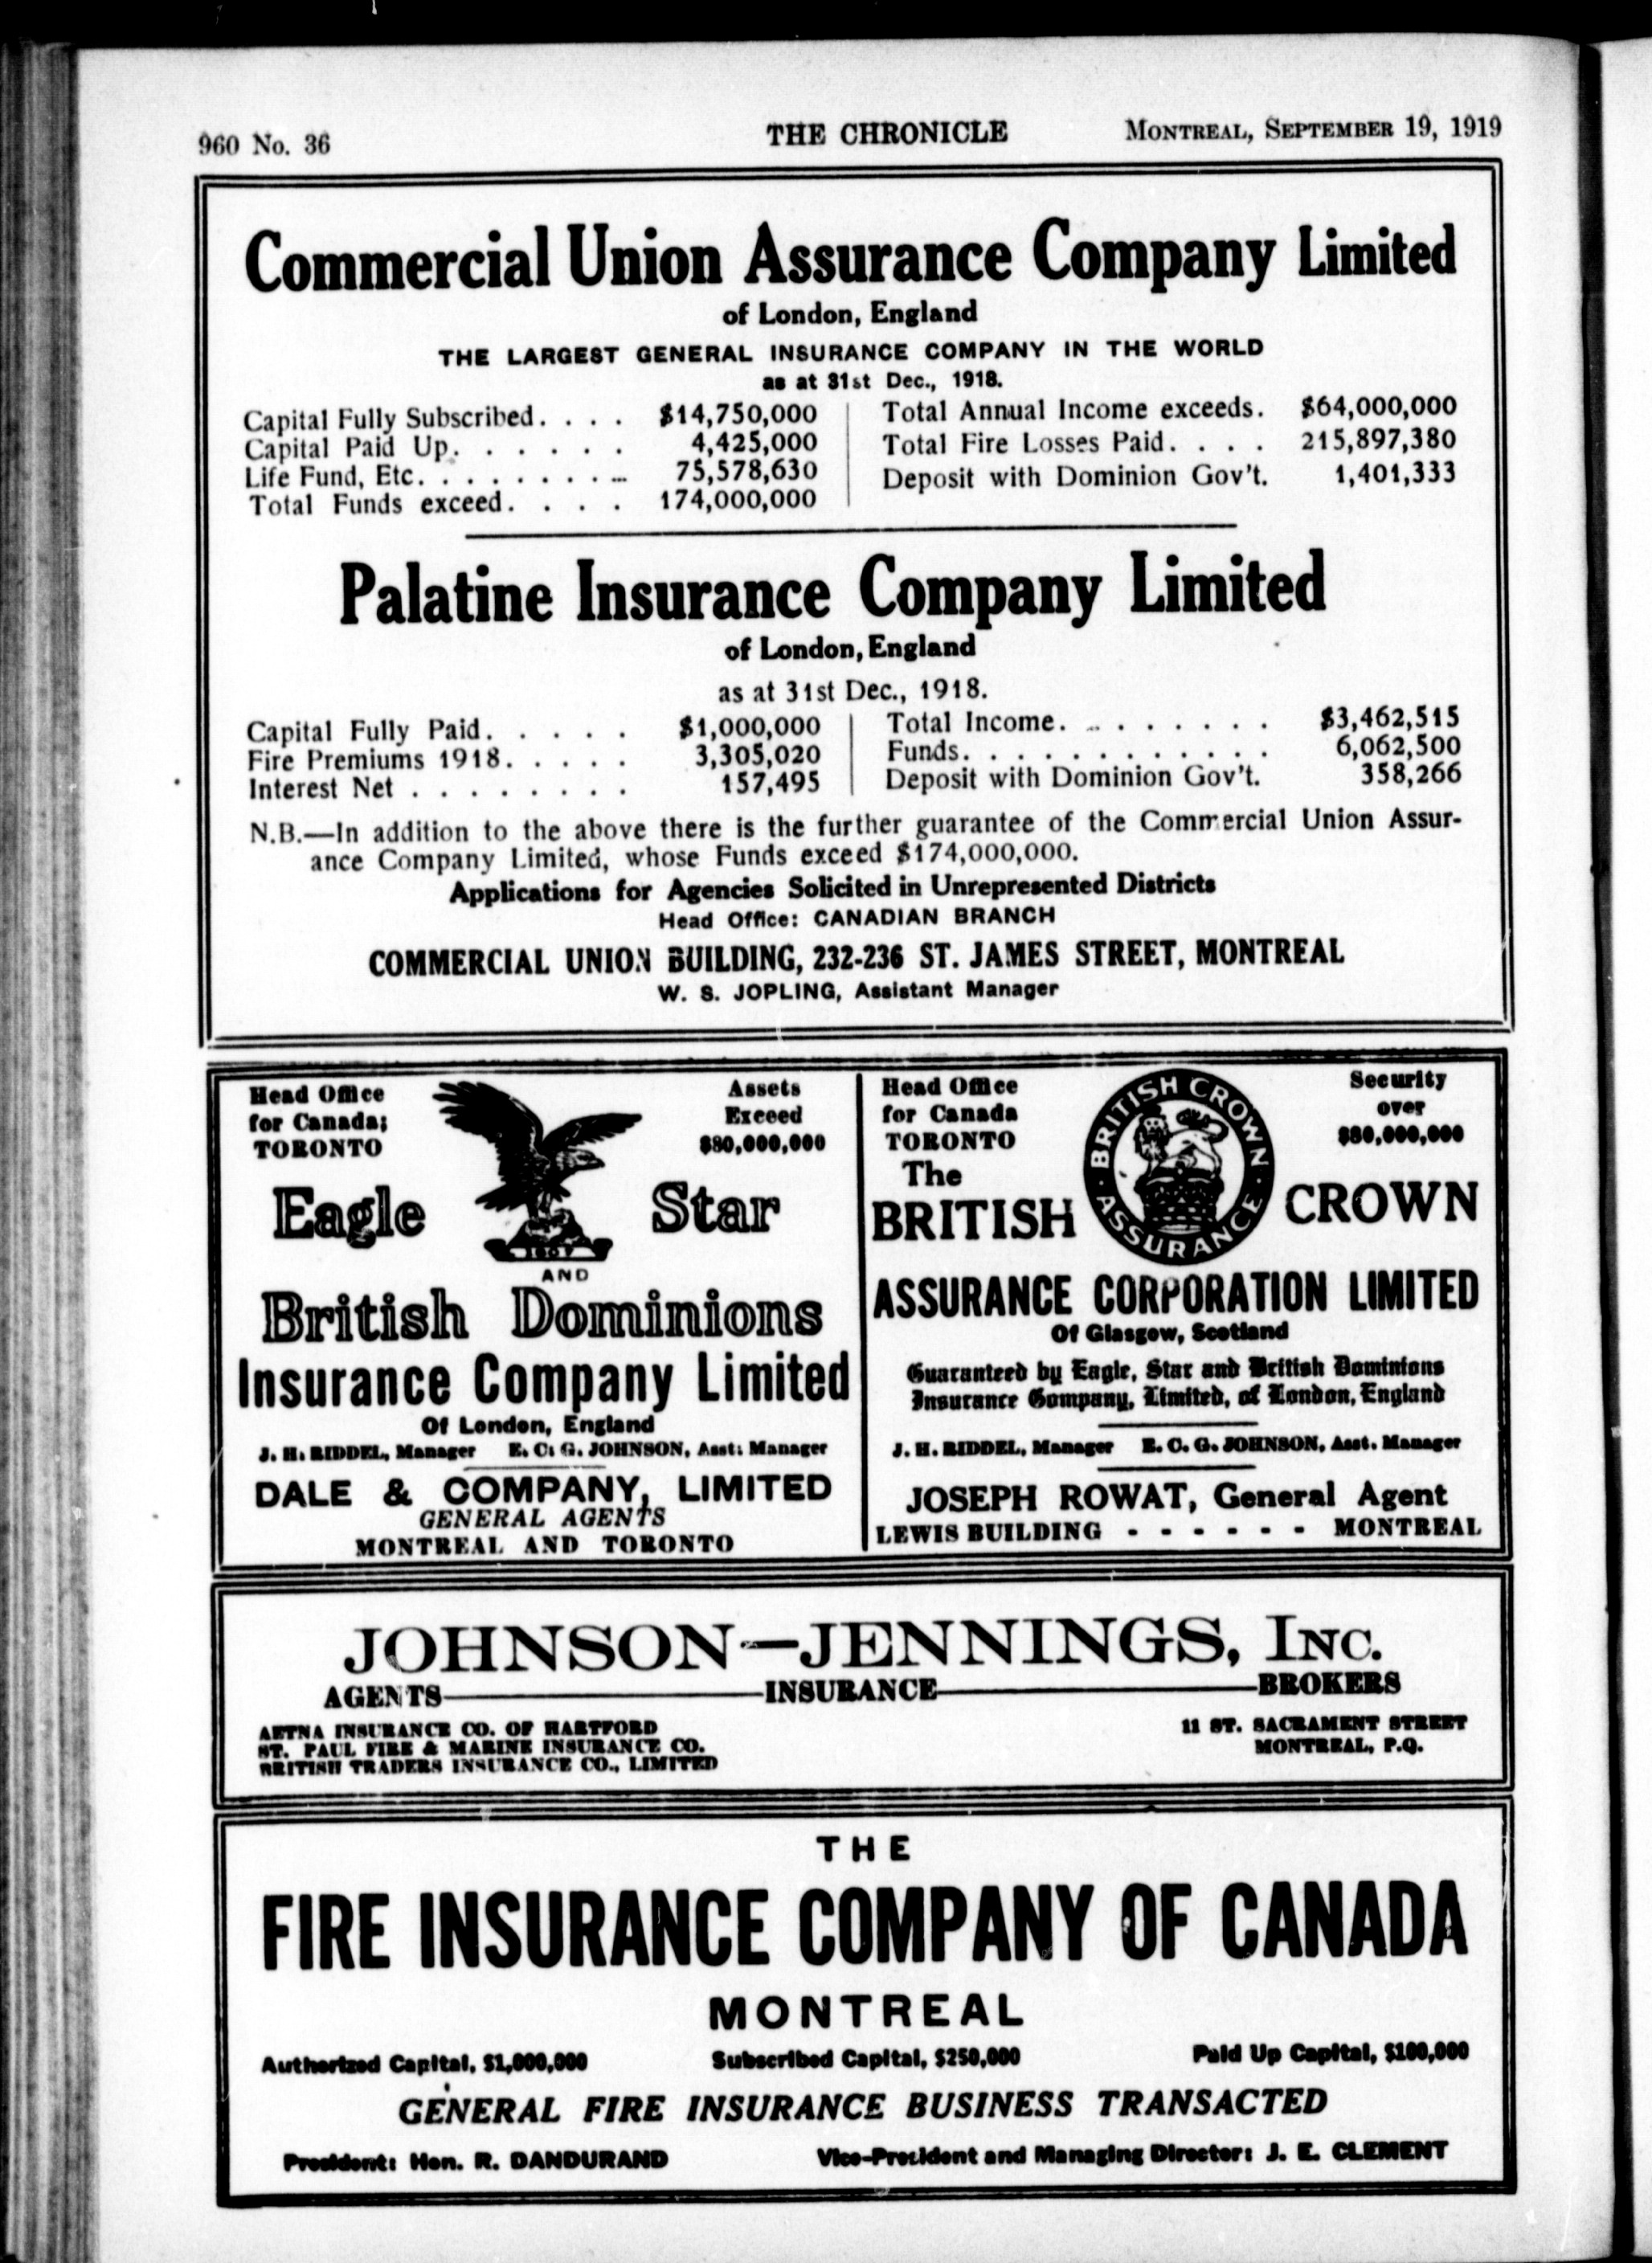 960 No. 36 THE CHRONICLE MONTREAL, SEPTEMBER 19, 1919
Commercial Union Assurance Company Limited
of London, England
THE LARGEST GENERAL INSURANCE COMPANY IN THE WORLD
as at 31st Dec., 1918.
Capital Fully Subscribed. . . . $14,750,000
Capital Paid Up. . . . . . 4,425,000
Life Fund, Etc. . . . . . . . . . 75,578,630
Total Funds exceed. . . . . 174,000,000
Total Annual Income exceeds. $64,000,000
Total Fire Losses Paid. . . . 215,897,380
Deposit with Dominion Gov't. 1,401,333
Palatine Insurance Company Limited
of London, England
as at 31st Dec., 1918.
Capital Fully Paid. . . . . . $1,000,000
Fire Premiums 1918. . . . . 3,305,020
Interest Net . . . . . . . . 157,495
Total Income. . . . . . . . $3,462,515
Funds. . . . . . . . . . . . 6,062,500
Deposit with Dominion Gov't. 358,266
N.B.—In addition to the above there is the further guarantee of the Commercial Union Assur-
ance Company Limited, whose Funds exceed $174,000,000.
Applications for Agencies Solicited in Unrepresented Districts
Head Office: CANADIAN BRANCH
COMMERCIAL UNION BUILDING, 232-236 ST. JAMES STREET, MONTREAL
W. S. JOPLING, Assistant Manager
Head Office
for Canada;
TORONTO
Assets
Exceed
$80,000,000
Eagle Star
1807
AND
British Dominions
Insurance Company Limited
Of London, England
J. H. RIDDEL, Manager E. C. G. JOHNSON, Asst. Manager
DALE & COMPANY, LIMITED
GENERAL AGENTS
MONTREAL AND TORONTO
Head Office
for Canada
TORONTO
BRITISH CROWN · ASSURANCE ·
Security
over
$80,000,000
The
BRITISH CROWN
ASSURANCE CORPORATION LIMITED
Of Glasgow, Scotland
Guaranteed by Eagle, Star and British Dominions
Insurance Company, Limited, of London, England
J. H. RIDDEL, Manager E. C. G. JOHNSON, Asst. Manager
JOSEPH ROWAT, General Agent
LEWIS BUILDING - - - - - - MONTREAL
JOHNSON—JENNINGS, INC.
AGENTS———INSURANCE———BROKERS
AETNA INSURANCE CO. OF HARTFORD
ST. PAUL FIRE & MARINE INSURANCE CO.
BRITISH TRADERS INSURANCE CO., LIMITED
11 ST. SACRAMENT STREET
MONTREAL, P.Q.
THE
FIRE INSURANCE COMPANY OF CANADA
MONTREAL
Authorized Capital, $1,000,000 Subscribed Capital, $250,000 Paid Up Capital, $100,000
GENERAL FIRE INSURANCE BUSINESS TRANSACTED
President: Hon. R. DANDURAND Vice-President and Managing Director: J. E. CLEMENT